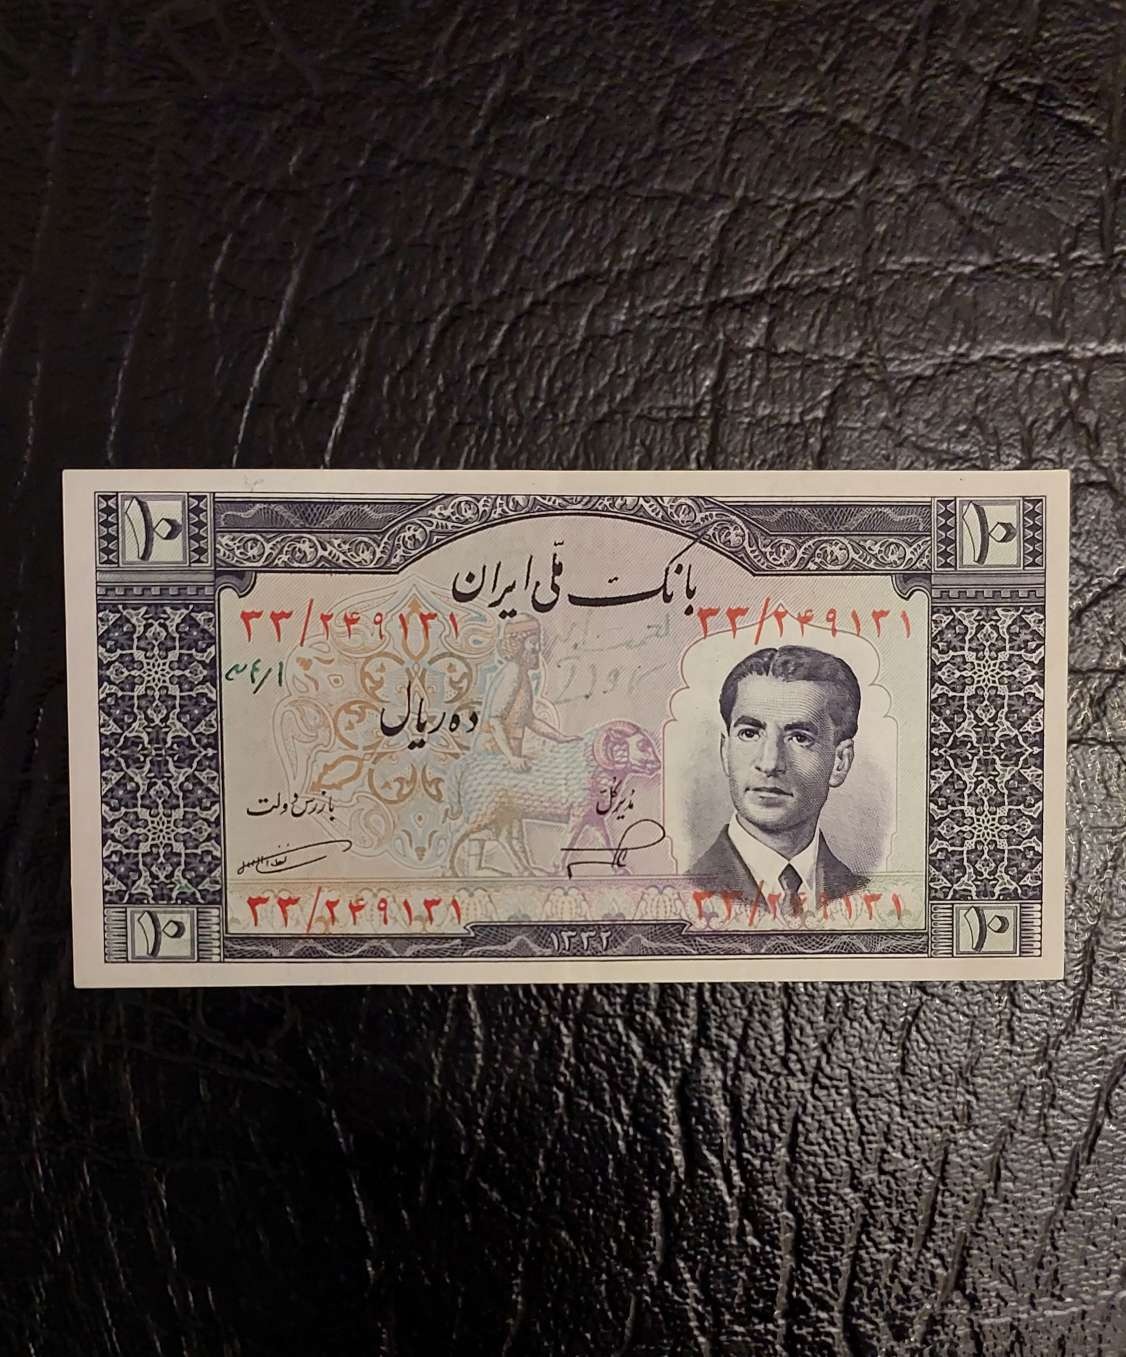 ۱۰ ۱۰
بانک ملّی ایران
۳۳/۲۴۹۱۳۱ ۳۳/۲۴۹۱۳۱
ده ریال
مدیر کل بازرس دولت
۳۳/۲۴۹۱۳۱ ۳۳/۲۴۹۱۳۱
۱۰ ۱۳۳۲ ۱۰